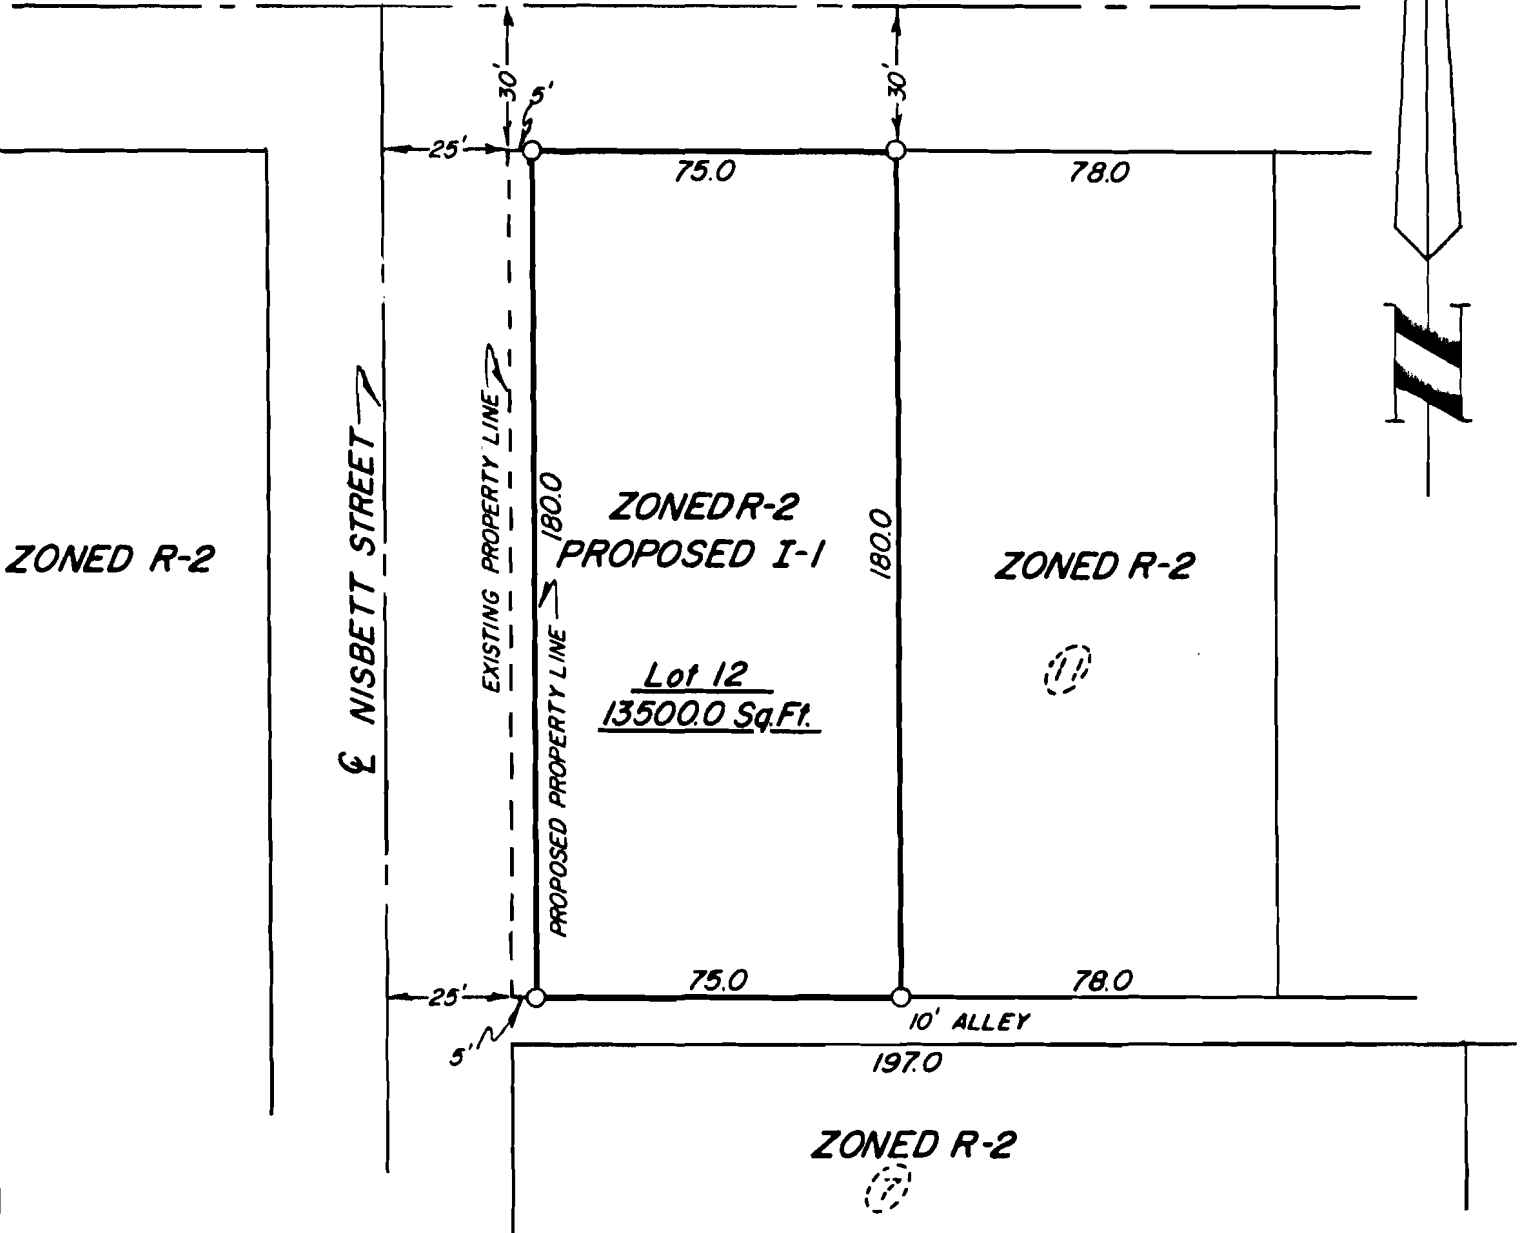 30'
30'
5'
25'
75.0
78.0
ZONED R-2
℄ NISBETT STREET
EXISTING PROPERTY LINE
180.0
PROPOSED PROPERTY LINE
ZONED R-2
PROPOSED I-1
180.0
ZONED R-2
Lot 12
13500.0 Sq.Ft.
11
N
25'
5'
75.0
78.0
10' ALLEY
197.0
ZONED R-2
7